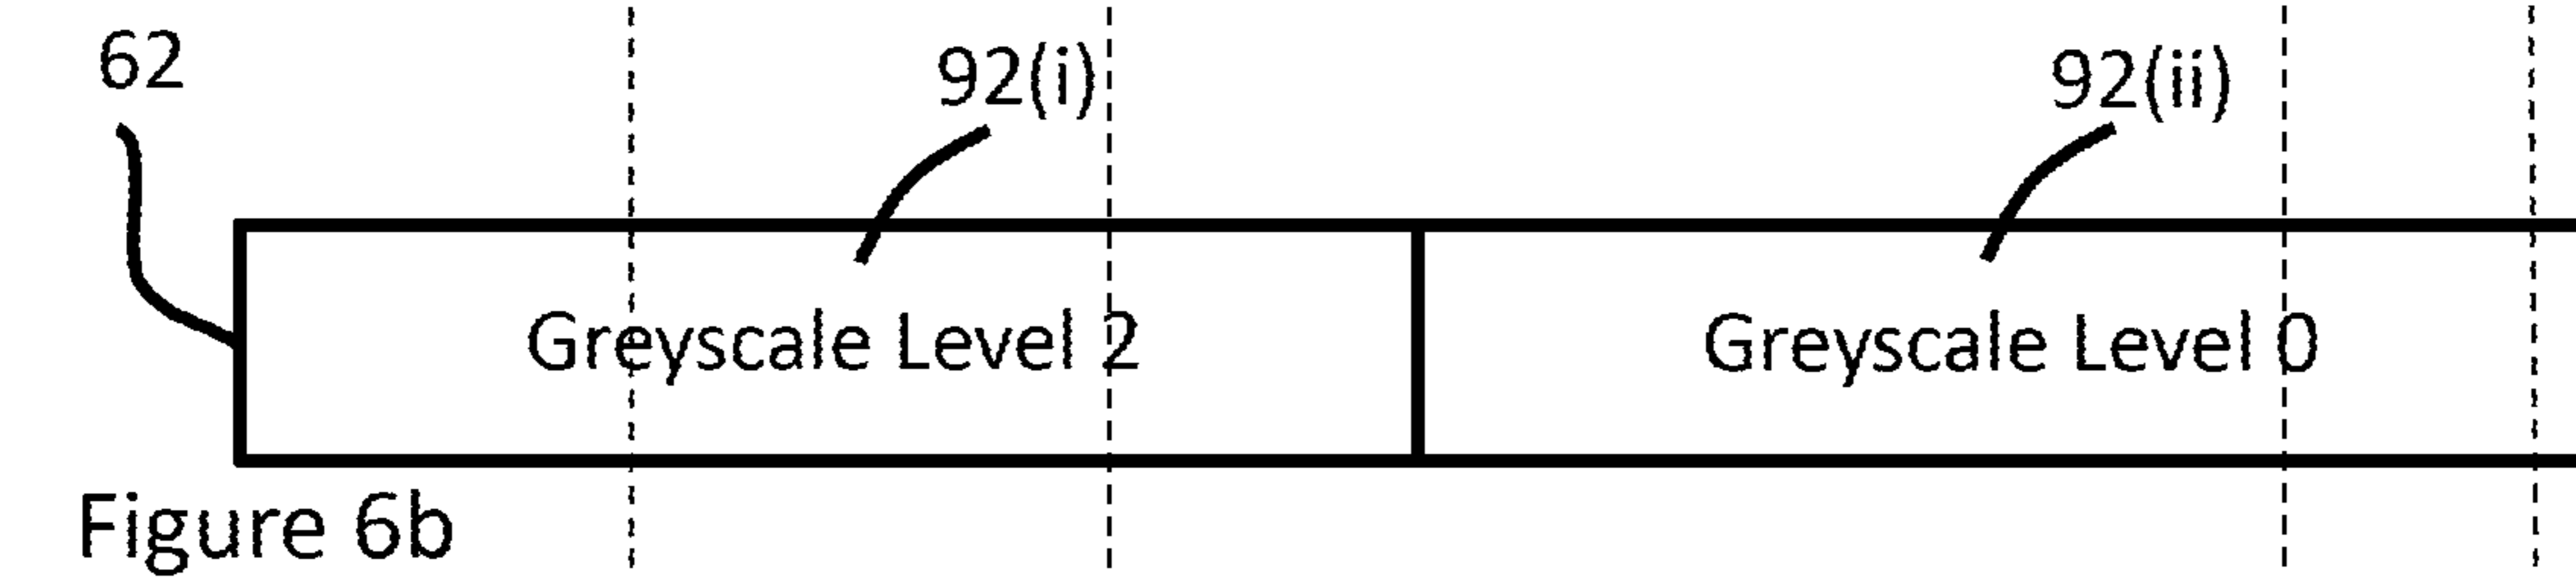 62
92(i)
92(ii)
Greyscale Level 2
Greyscale Level 0
Figure 6b